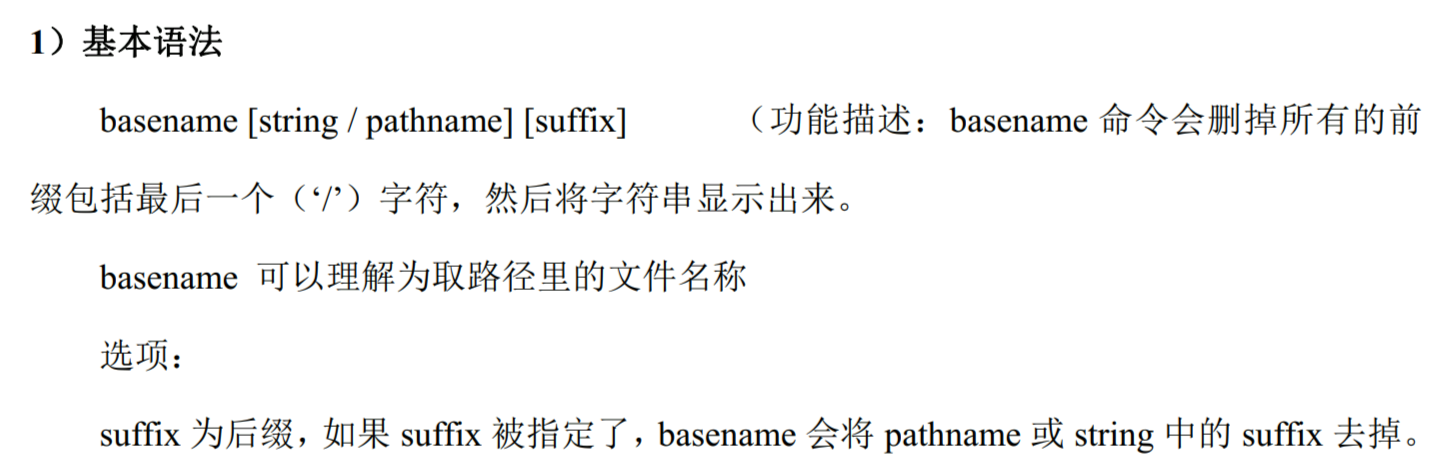 1）基本语法
basename [string / pathname] [suffix] （功能描述：basename 命令会删掉所有的前
缀包括最后一个（‘/’）字符，然后将字符串显示出来。
basename 可以理解为取路径里的文件名称
选项：
suffix 为后缀，如果 suffix 被指定了，basename 会将 pathname 或 string 中的 suffix 去掉。